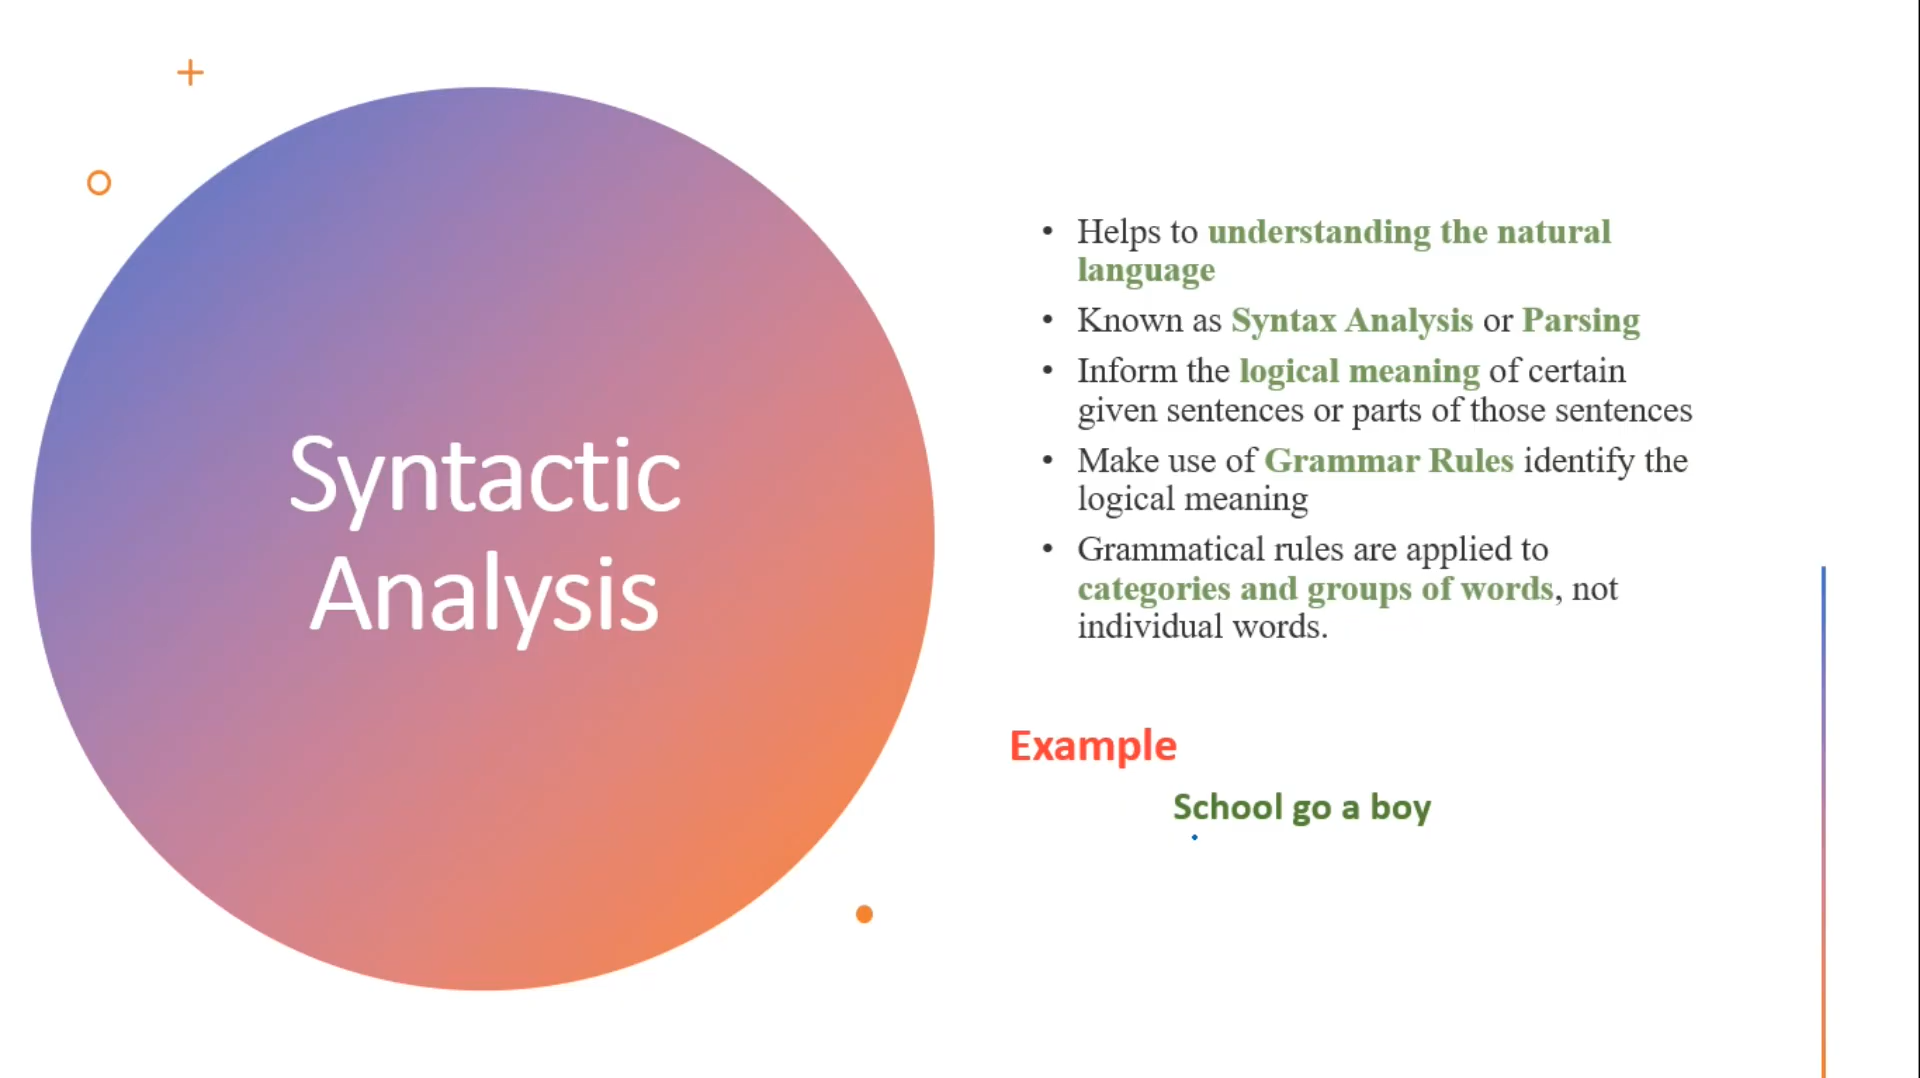 Syntactic
Analysis
• Helps to understanding the natural
language
• Known as Syntax Analysis or Parsing
• Inform the logical meaning of certain
given sentences or parts of those sentences
• Make use of Grammar Rules identify the
logical meaning
• Grammatical rules are applied to
categories and groups of words, not
individual words.
Example
School go a boy